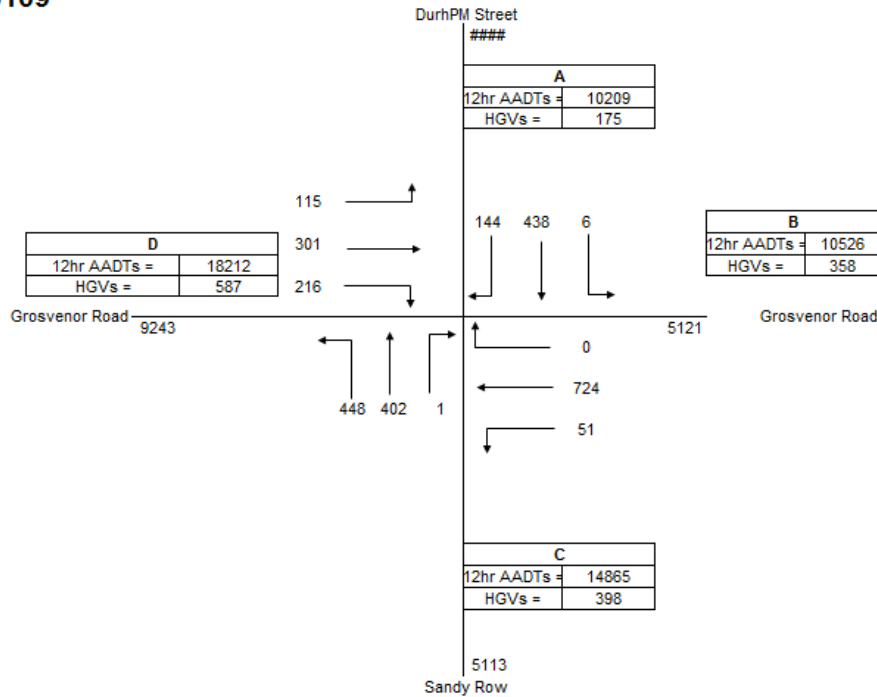 DurhPM Street
####
A
12hr AADTs = 10209
HGVs = 175
115
144 438 6
B
12hr AADTs = 10526
HGVs = 358
D
12hr AADTs = 18212
HGVs = 587
301
216
Grosvenor Road
9243
5121
Grosvenor Road
0
724
51
448 402 1
C
12hr AADTs = 14865
HGVs = 398
5113
Sandy Row